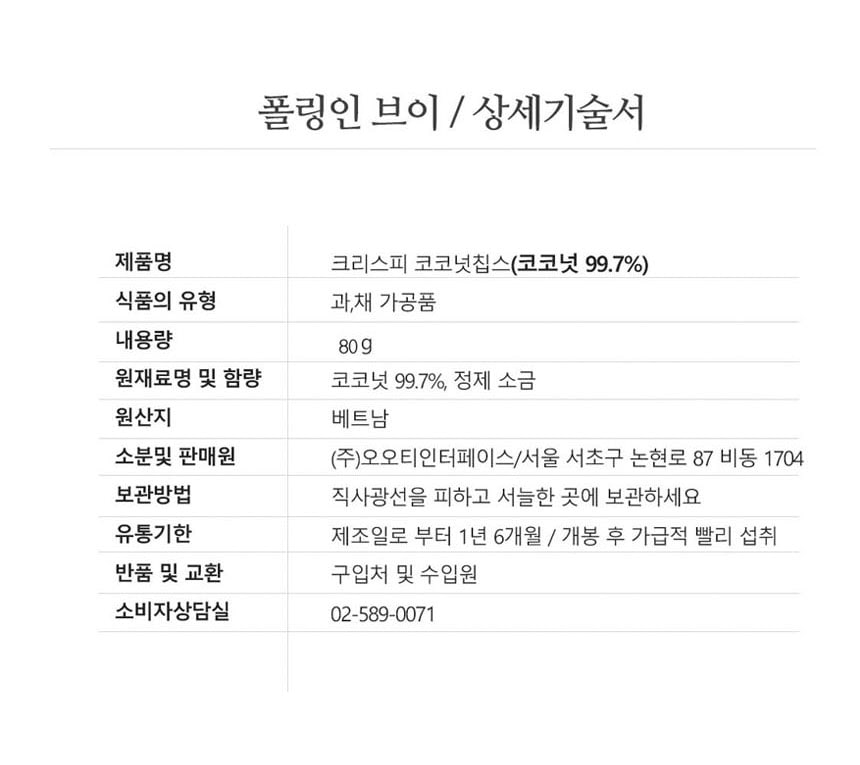 폴링인 브이 / 상세기술서
제품명 크리스피 코코넛칩스(코코넛 99.7%)
식품의 유형 과,채 가공품
내용량 80g
원재료명 및 함량 코코넛 99.7%, 정제 소금
원산지 베트남
소분및 판매원 (주)오오티인터페이스/서울 서초구 논현로 87 비동 1704
보관방법 직사광선을 피하고 서늘한 곳에 보관하세요
유통기한 제조일로 부터 1년 6개월 / 개봉 후 가급적 빨리 섭취
반품 및 교환 구입처 및 수입원
소비자상담실 02-589-0071